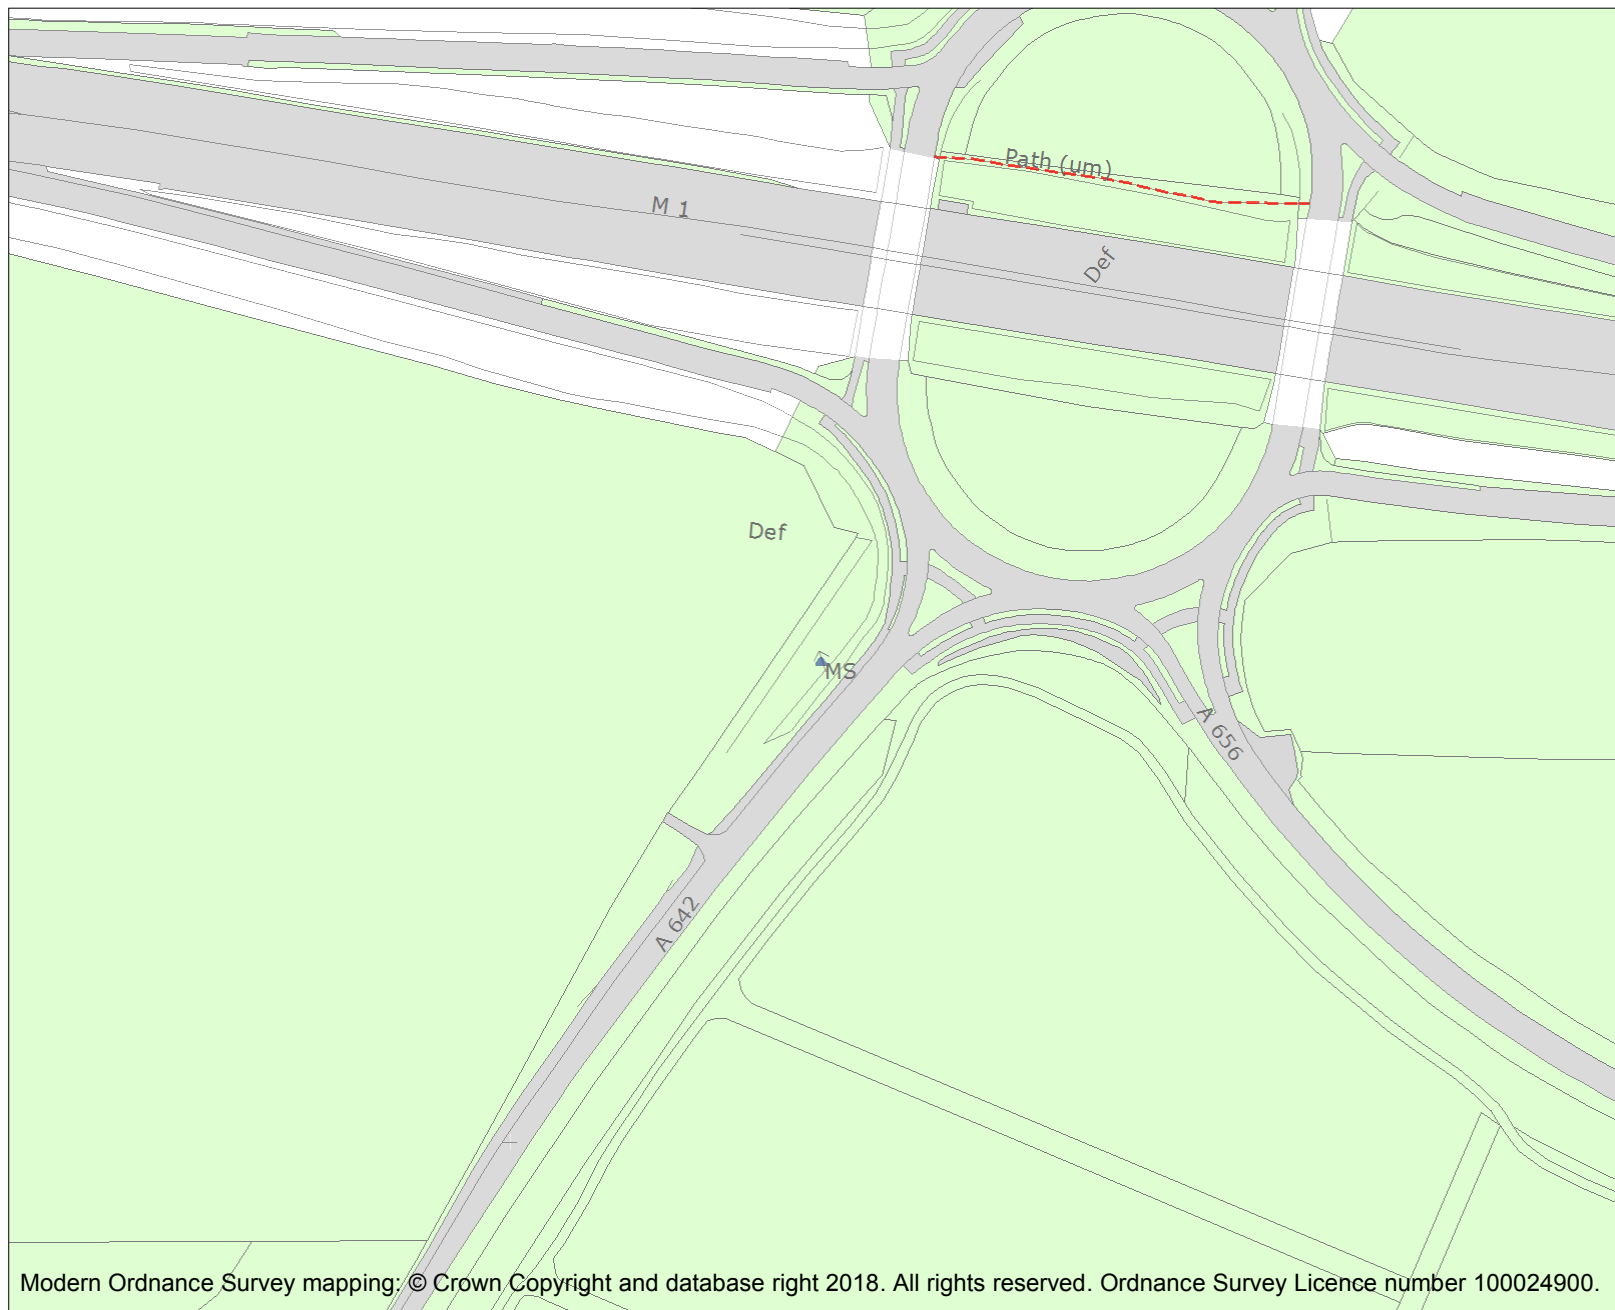 Path (um)
M 1
Def
Def
MS
A 656
A 642
Modern Ordnance Survey mapping: © Crown Copyright and database right 2018. All rights reserved. Ordnance Survey Licence number 100024900.